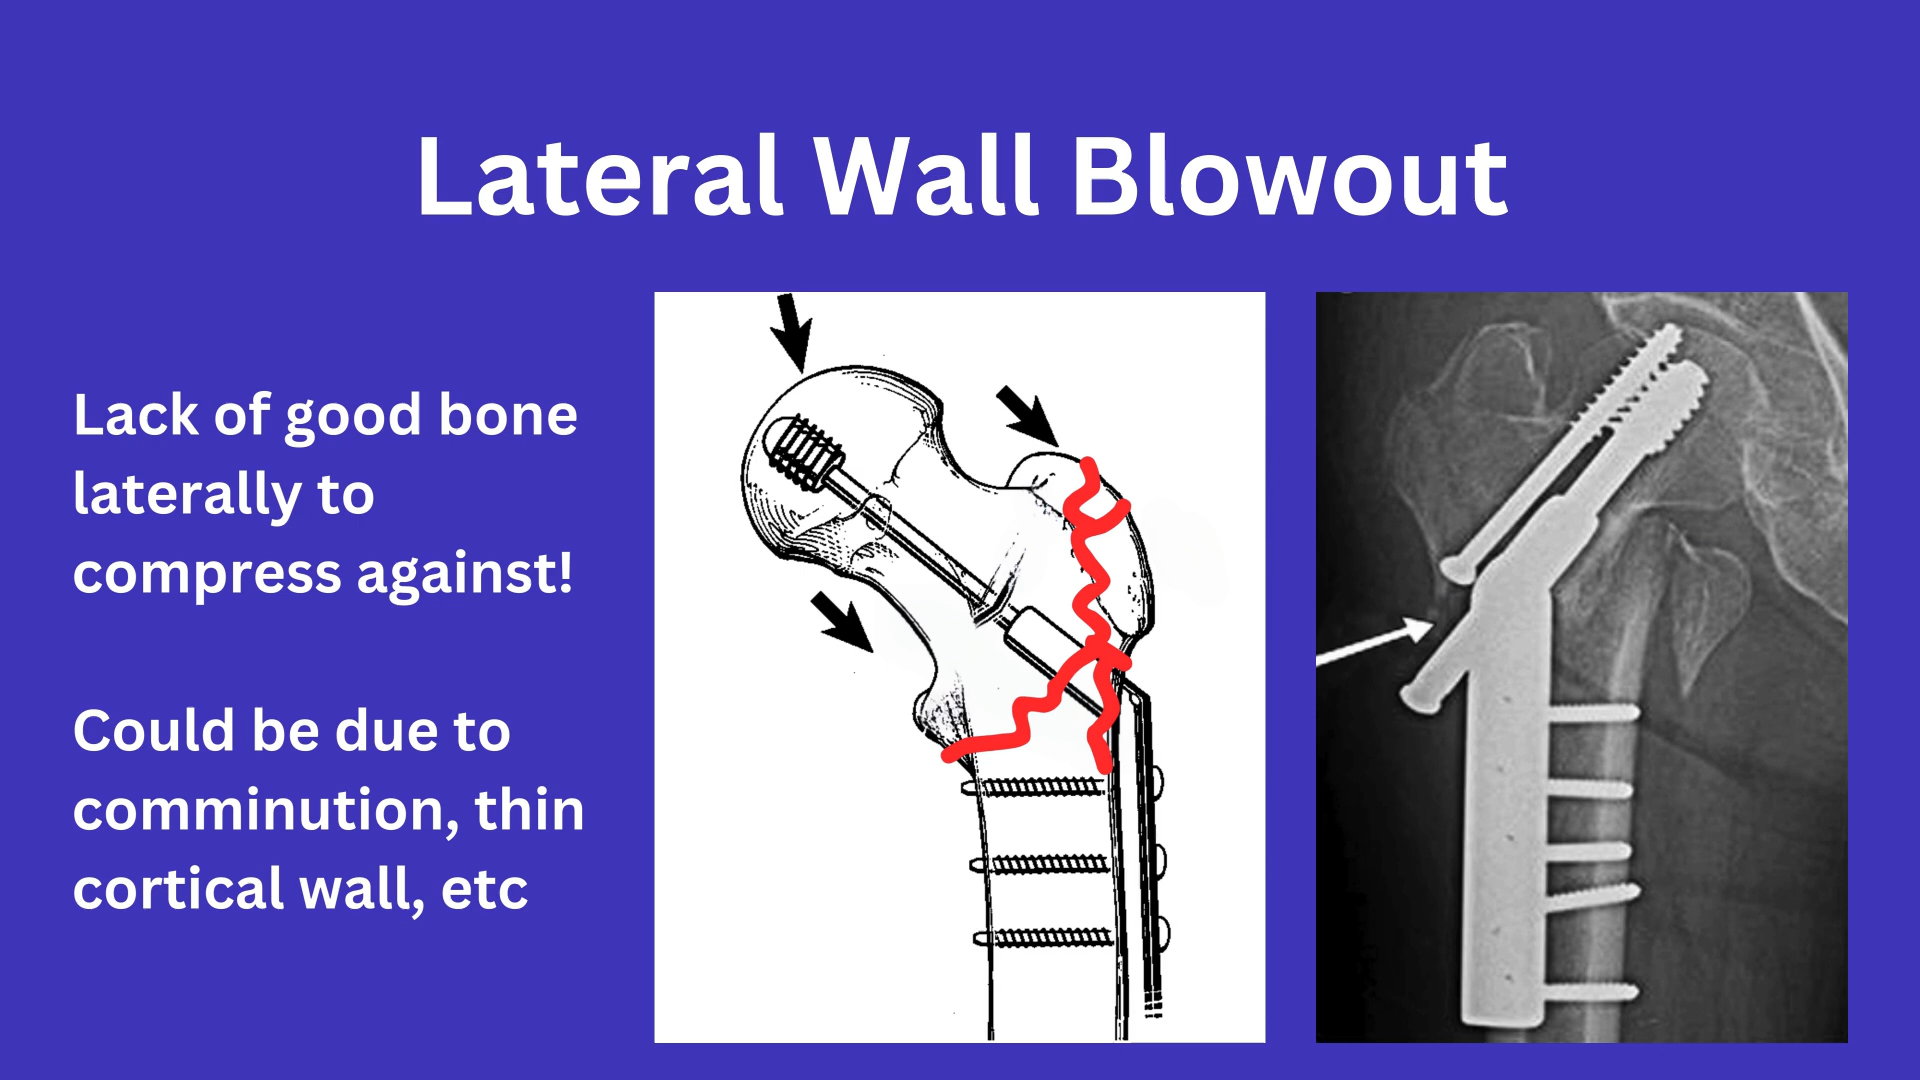 Lateral Wall Blowout
Lack of good bone
laterally to
compress against!
Could be due to
comminution, thin
cortical wall, etc